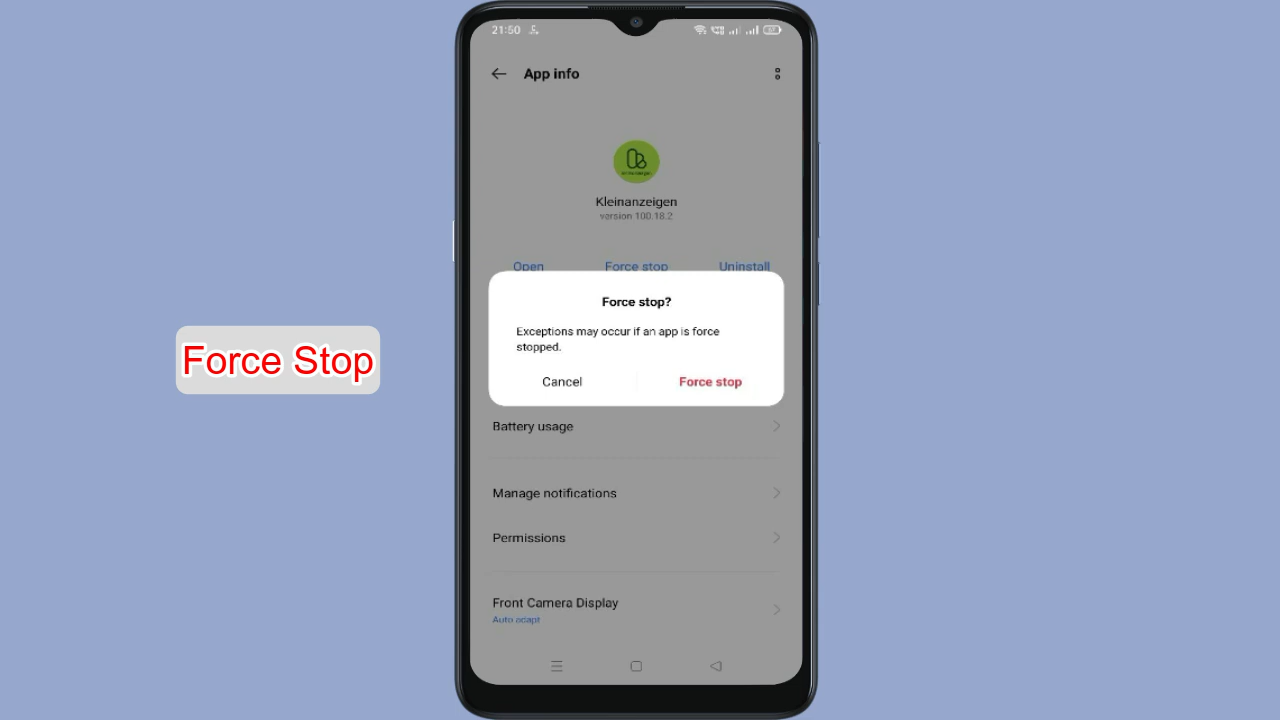 21:50
App info
Kleinanzeigen
version 100.18.2
Open Force stop Uninstall
Force stop?
Exceptions may occur if an app is force
stopped.
Cancel Force stop
Force Stop
Battery usage
Manage notifications
Permissions
Front Camera Display
Auto adapt